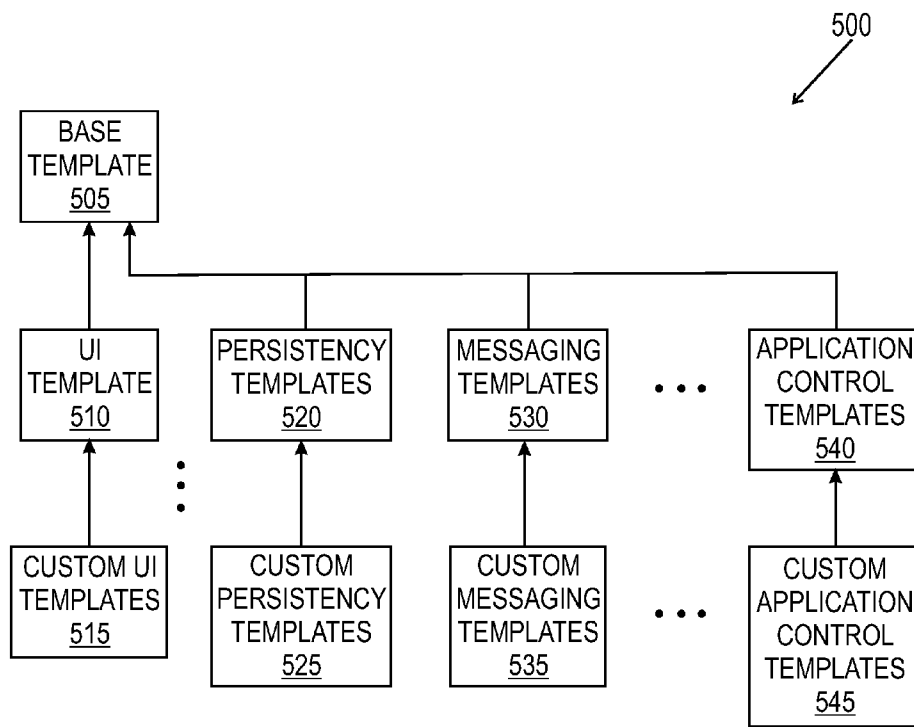 500
BASE
TEMPLATE
505
UI
TEMPLATE
510
PERSISTENCY
TEMPLATES
520
MESSAGING
TEMPLATES
530
APPLICATION
CONTROL
TEMPLATES
540
CUSTOM UI
TEMPLATES
515
CUSTOM
PERSISTENCY
TEMPLATES
525
CUSTOM
MESSAGING
TEMPLATES
535
CUSTOM
APPLICATION
CONTROL
TEMPLATES
545